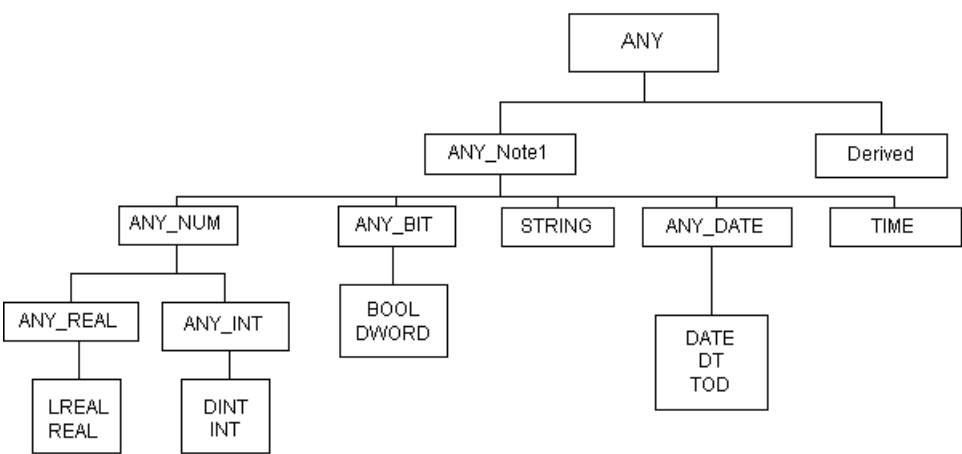 ANY
ANY_Note1
Derived
ANY_NUM
ANY_BIT
STRING
ANY_DATE
TIME
ANY_REAL
ANY_INT
BOOL
DWORD
DATE
DT
TOD
LREAL
REAL
DINT
INT